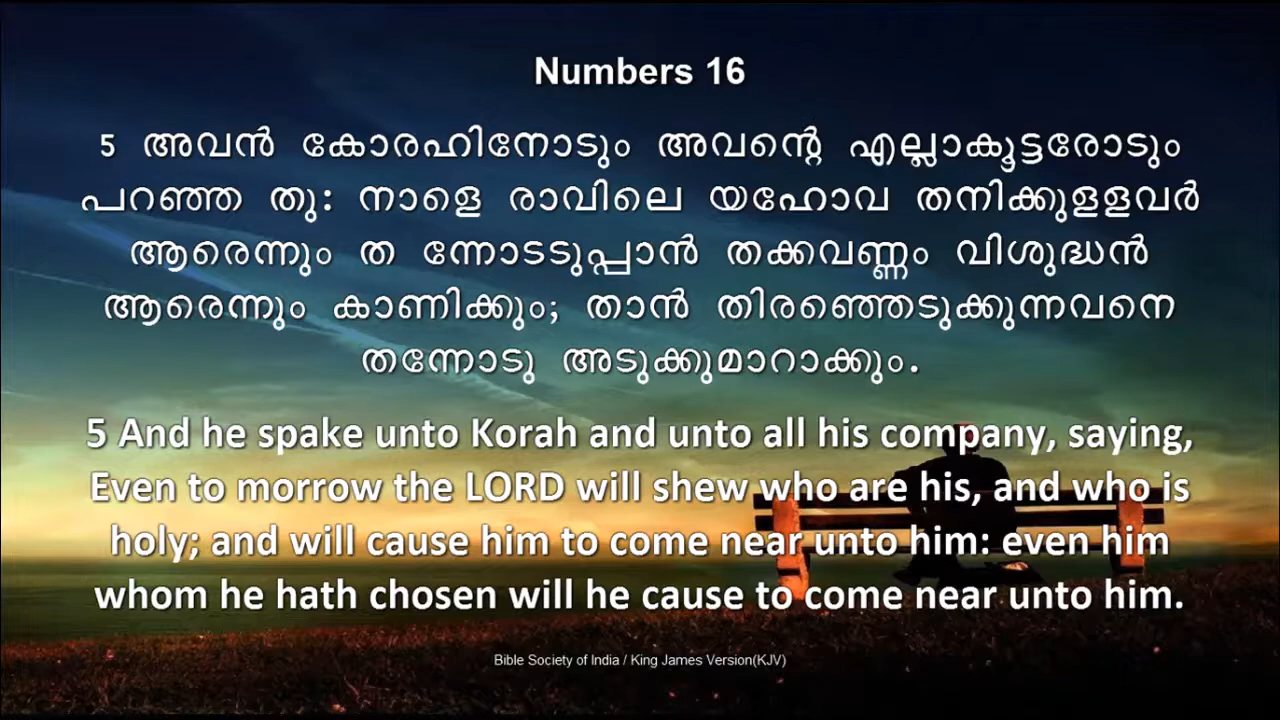 Numbers 16
5 അവൻ കോരഹിനോടും അവന്റെ എല്ലാകൂട്ടരോടും
പറഞ്ഞ തു: നാളെ രാവിലെ യഹോവ തനിക്കുളളവർ
ആരെന്നും ത ന്നോടടുപ്പാൻ തക്കവണ്ണം വിശുദ്ധൻ
ആരെന്നും കാണിക്കും; താൻ തിരഞ്ഞെടുക്കുന്നവനെ
തന്നോടു അടുക്കുമാറാക്കും.
5 And he spake unto Korah and unto all his company, saying,
Even to morrow the LORD will shew who are his, and who is
holy; and will cause him to come near unto him: even him
whom he hath chosen will he cause to come near unto him.
Bible Society of India / King James Version(KJV)